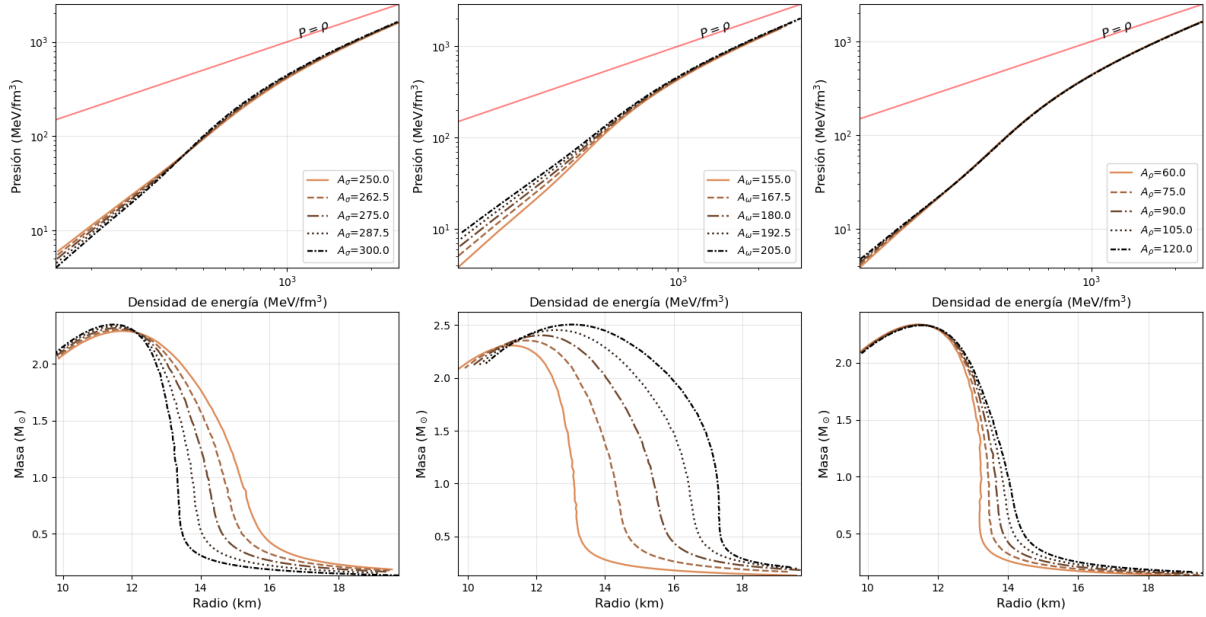 P = ρ
10³
10²
10¹
Presión (MeV/fm³)
A_σ=250.0
A_σ=262.5
A_σ=275.0
A_σ=287.5
A_σ=300.0
10³
Densidad de energía (MeV/fm³)
P = ρ
10³
10²
10¹
Presión (MeV/fm³)
A_ω=155.0
A_ω=167.5
A_ω=180.0
A_ω=192.5
A_ω=205.0
10³
Densidad de energía (MeV/fm³)
P = ρ
10³
10²
10¹
Presión (MeV/fm³)
A_ρ=60.0
A_ρ=75.0
A_ρ=90.0
A_ρ=105.0
A_ρ=120.0
10³
Densidad de energía (MeV/fm³)
2.0
1.5
1.0
0.5
Masa (M_⊙)
10 12 14 16 18
Radio (km)
2.5
2.0
1.5
1.0
0.5
Masa (M_⊙)
10 12 14 16 18
Radio (km)
2.0
1.5
1.0
0.5
Masa (M_⊙)
10 12 14 16 18
Radio (km)